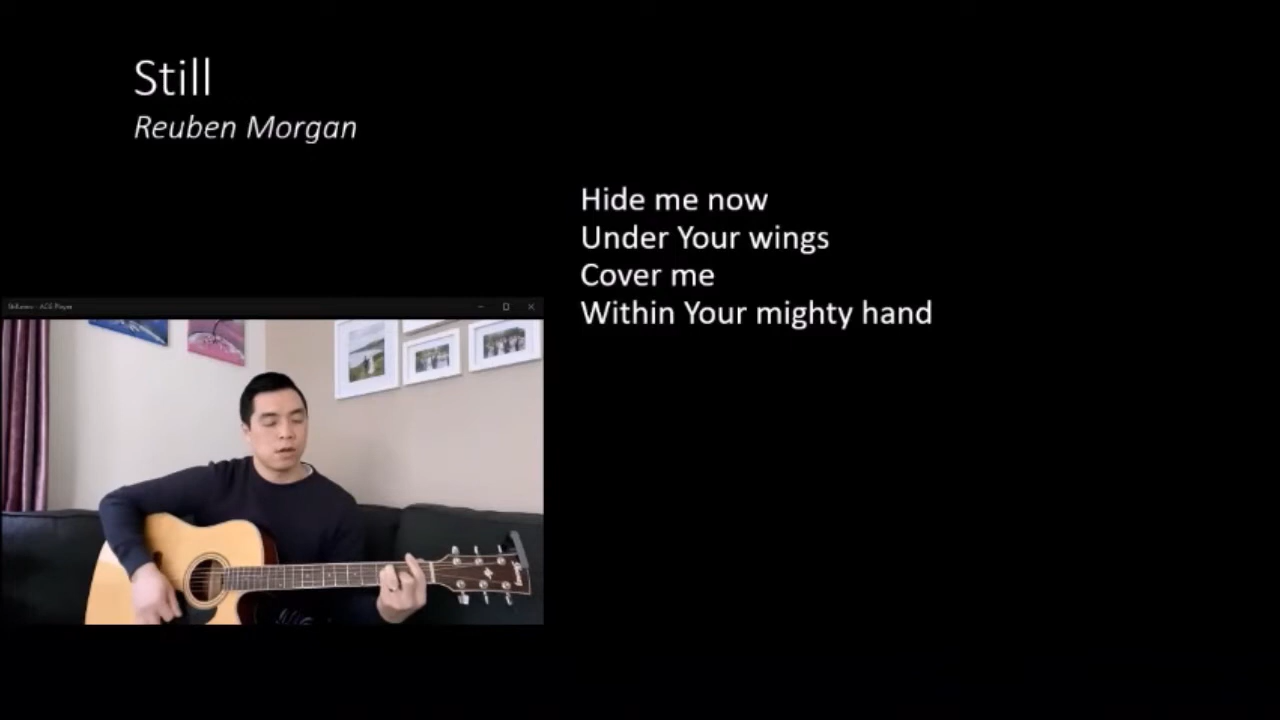 Still
Reuben Morgan
Hide me now
Under Your wings
Cover me
Within Your mighty hand